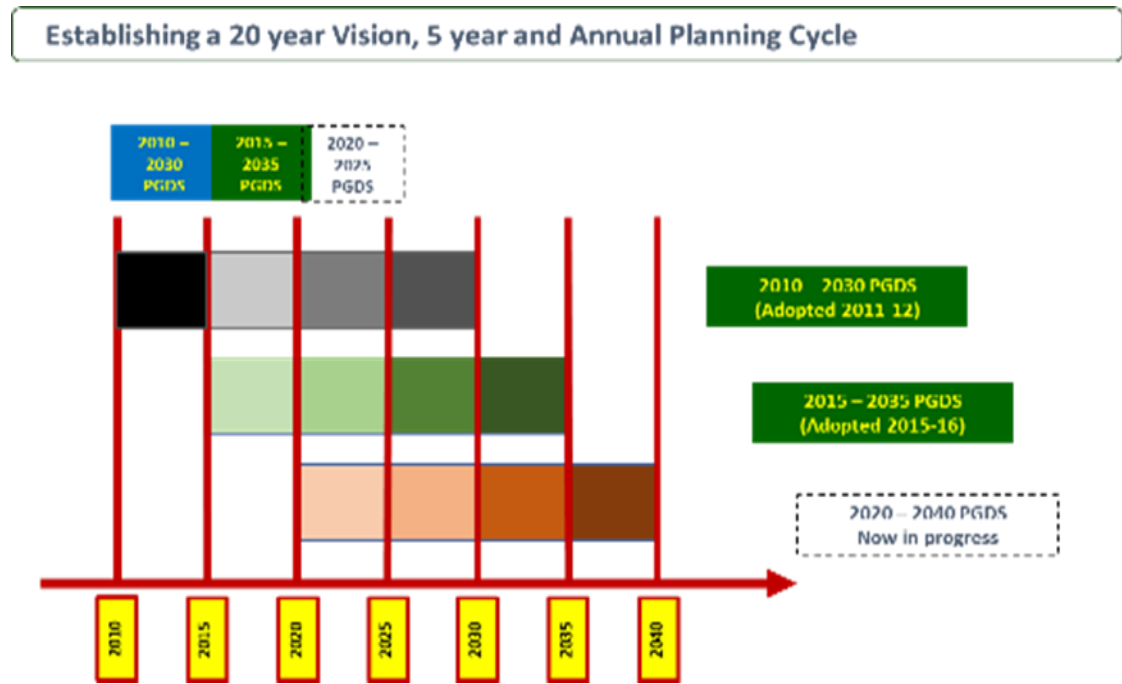 Establishing a 20 year Vision, 5 year and Annual Planning Cycle
2010 –
2030
PGDS
2015 –
2035
PGDS
2020 –
2025
PGDS
2010 2030 PGDS
(Adopted 2011 12)
2015 – 2035 PGDS
(Adopted 2015-16)
2020 – 2040 PGDS
Now in progress
2010
2015
2020
2025
2030
2035
2040